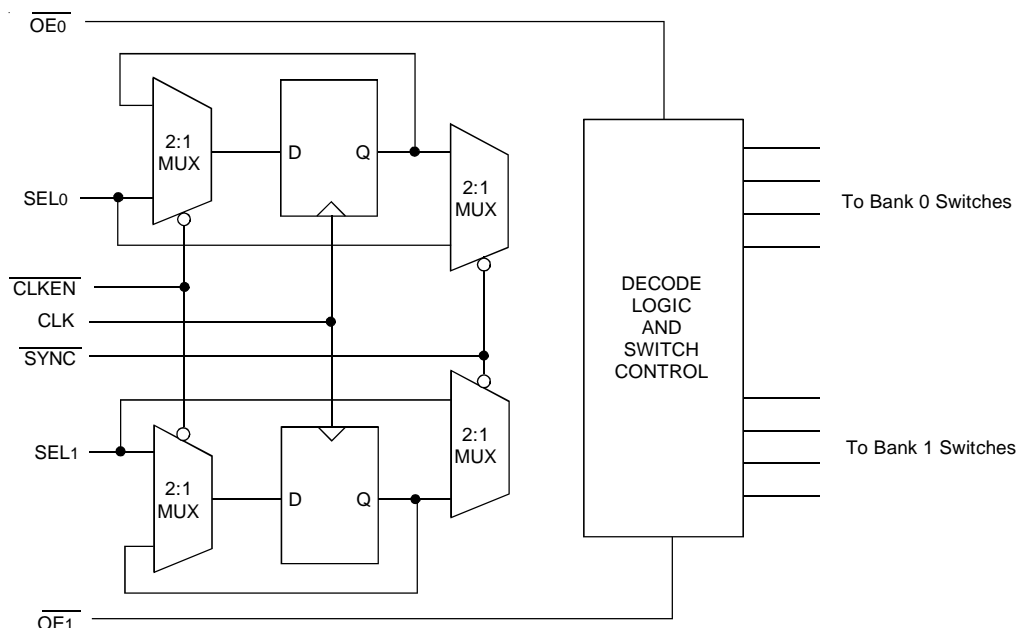 OE0
2:1
MUX
D Q
2:1
MUX
SEL0
To Bank 0 Switches
CLKEN
CLK
SYNC
DECODE
LOGIC
AND
SWITCH
CONTROL
SEL1
2:1
MUX
2:1
MUX
D Q
To Bank 1 Switches
OE1